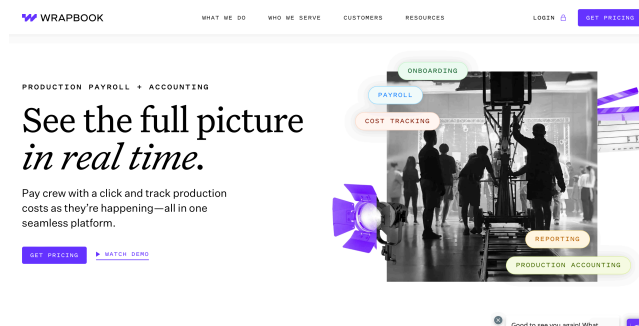 WRAPBOOK
WHAT WE DO
WHO WE SERVE
CUSTOMERS
RESOURCES
LOGIN
GET PRICING
PRODUCTION PAYROLL + ACCOUNTING
See the full picture
in real time.
Pay crew with a click and track production
costs as they're happening—all in one
seamless platform.
GET PRICING
WATCH DEMO
ONBOARDING
PAYROLL
COST TRACKING
REPORTING
PRODUCTION ACCOUNTING
Good to see you again! What